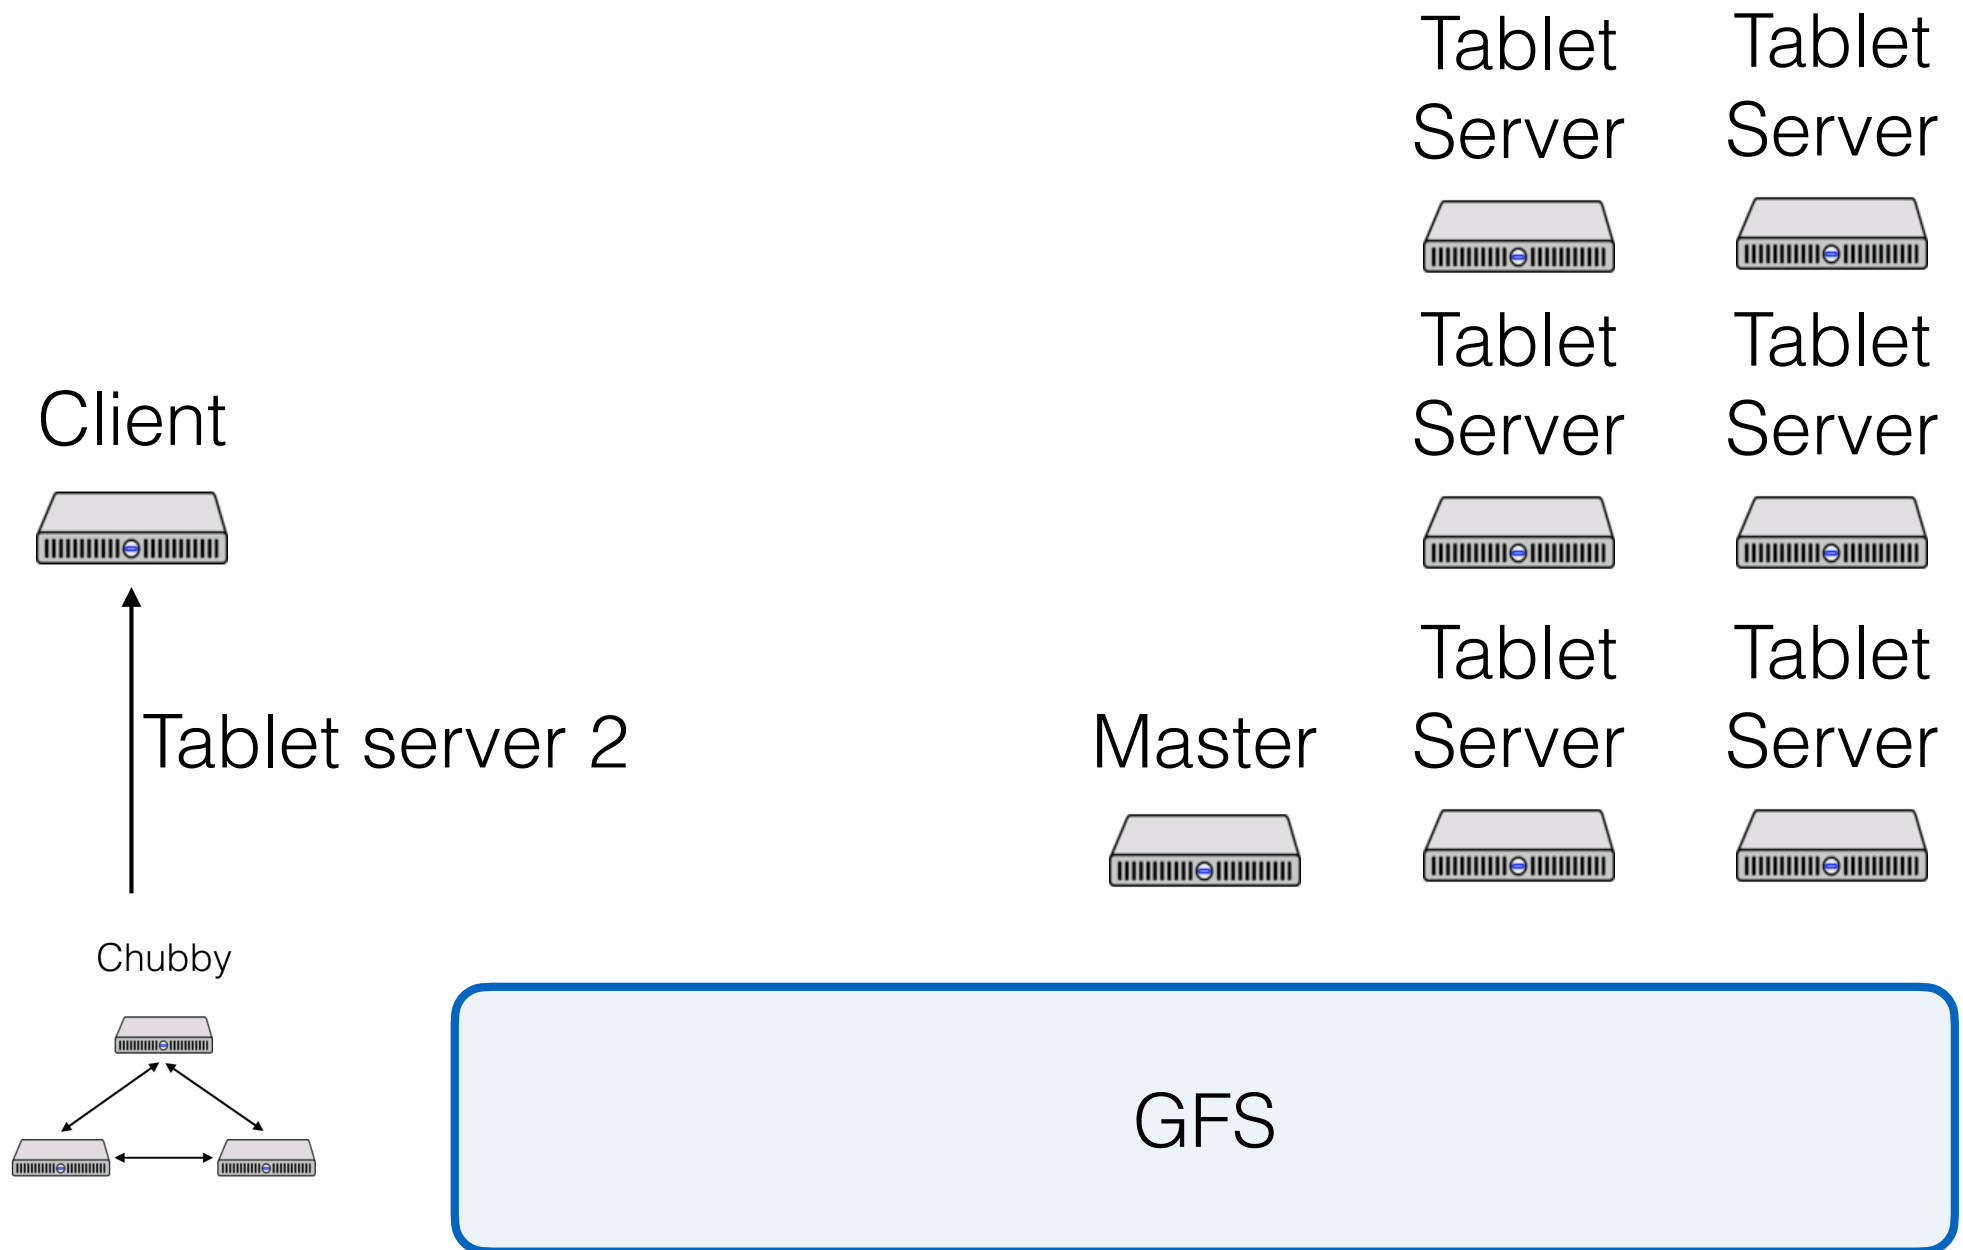 Tablet
Server
Tablet
Server
Tablet
Server
Tablet
Server
Client
Tablet
Server
Tablet
Server
Tablet server 2
Master
Chubby
GFS